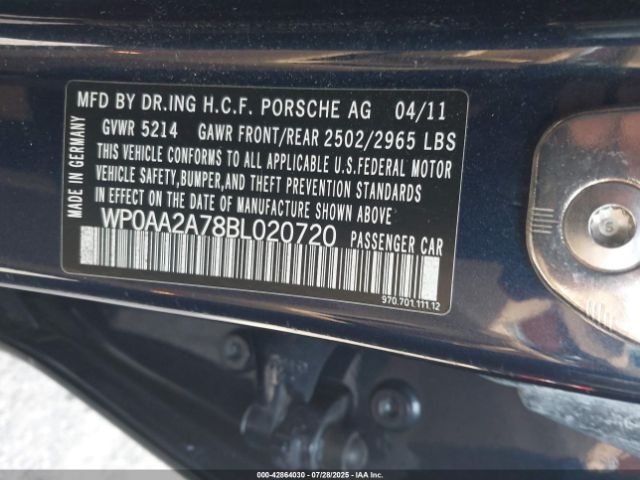 MFD BY DR.ING H.C.F. PORSCHE AG 04/11
GVWR 5214 GAWR FRONT/REAR 2502/2965 LBS
THIS VEHICLE CONFORMS TO ALL APPLICABLE U.S.FEDERAL MOTOR
VEHICLE SAFETY,BUMPER,AND THEFT PREVENTION STANDARDS
IN EFFECT ON THE DATE OF MANUFACTURE SHOWN ABOVE
WP0AA2A78BL020720 PASSENGER CAR
970.701.111.12
MADE IN GERMANY
000-42864030 - 07/28/2025 - IAA Inc.